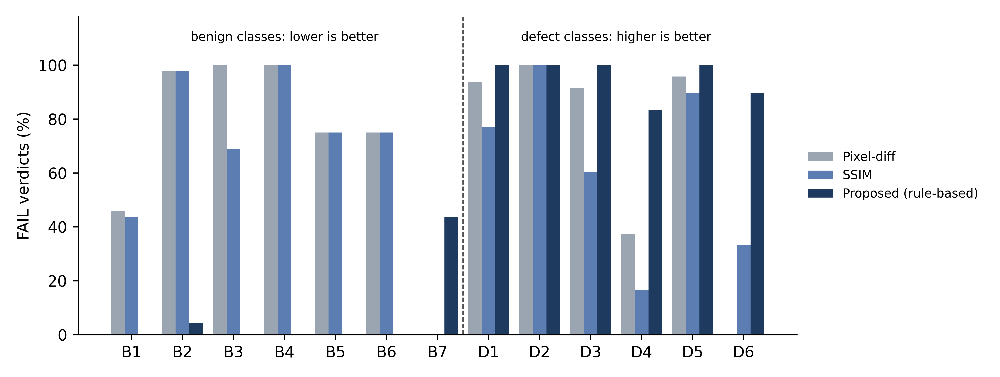 benign classes: lower is better
defect classes: higher is better
FAIL verdicts (%)
100
80
60
40
20
0
B1 B2 B3 B4 B5 B6 B7 D1 D2 D3 D4 D5 D6
Pixel-diff
SSIM
Proposed (rule-based)